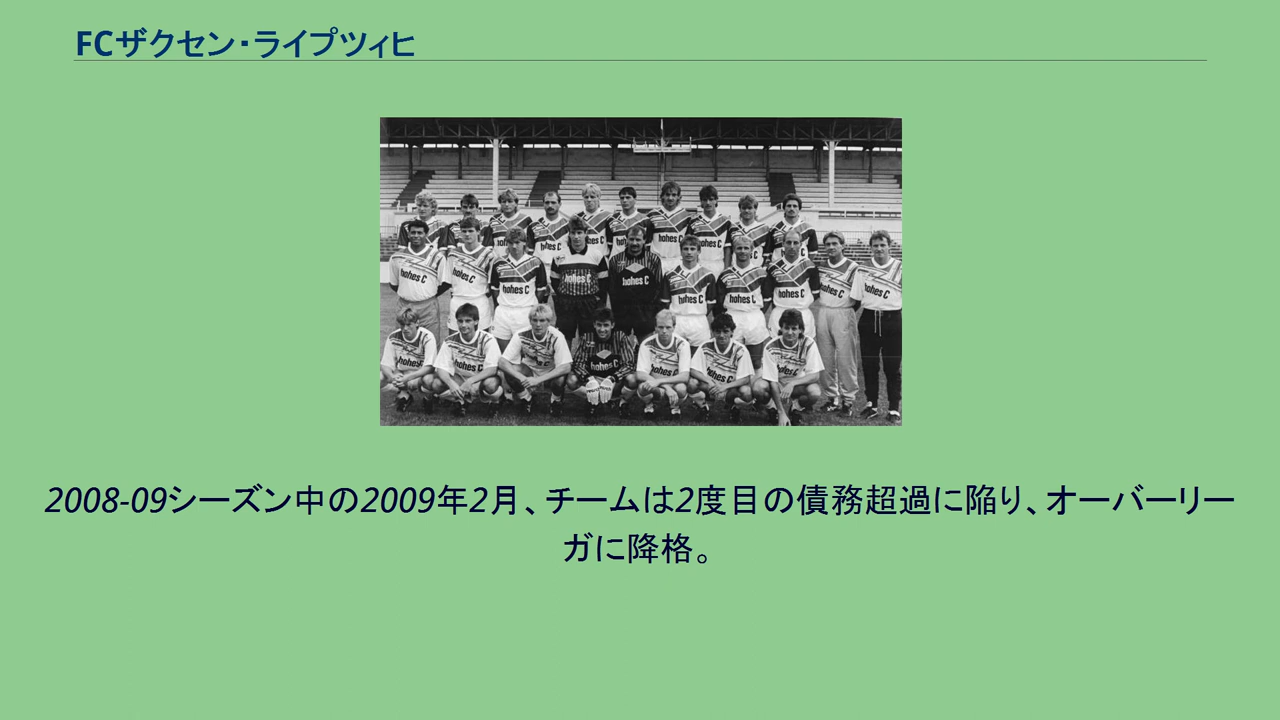 FCザクセン・ライプツィヒ
hohes C
2008-09シーズン中の2009年2月、チームは2度目の債務超過に陥り、オーバーリー
ガに降格。